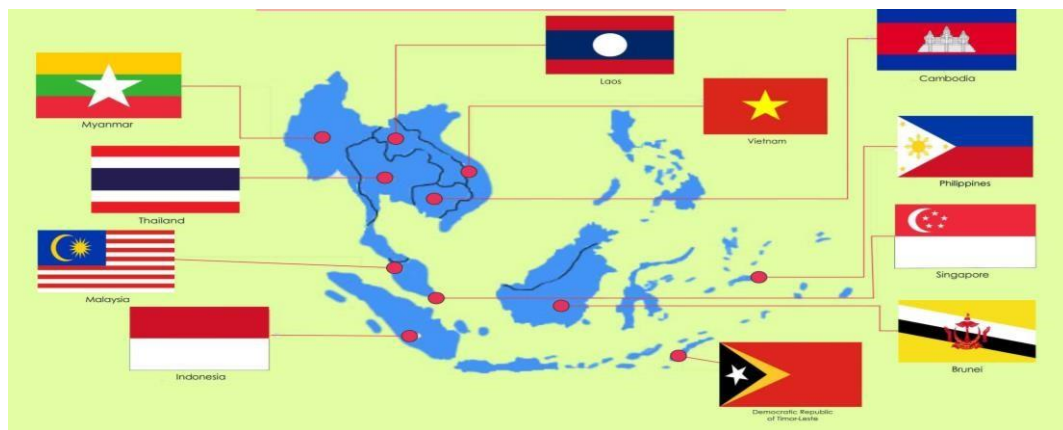 Laos
Cambodia
Myanmar
Vietnam
Philippines
Thailand
Singapore
Malaysia
Brunei
Indonesia
Democratic Republic
of Timor-Leste